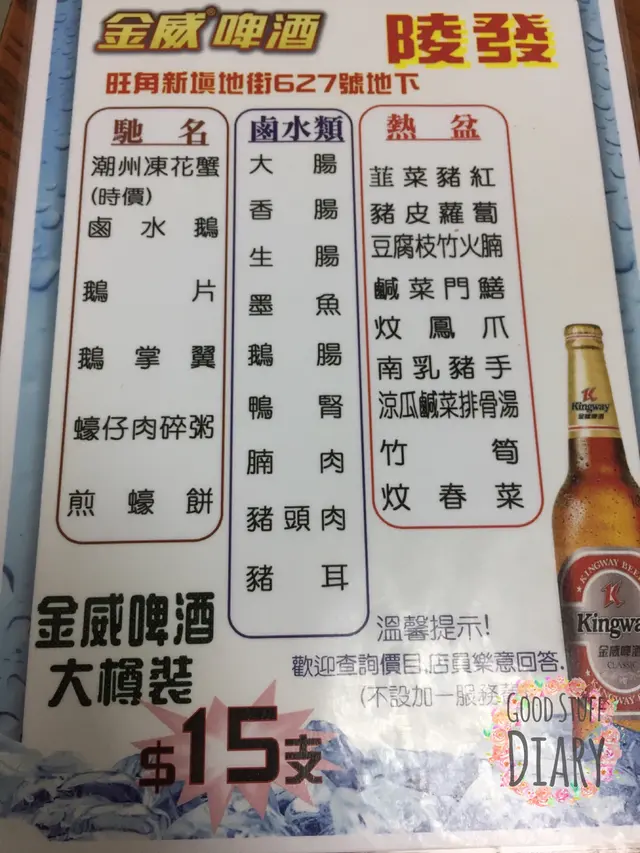 金威®啤酒
陵發
旺角新填地街627號地下
馳名
潮州凍花蟹
(時價)
鹵水鵝
鵝片
鵝掌翼
蠔仔肉碎粥
煎蠔餅
鹵水類
大腸
香腸
生腸
墨魚
鵝腸
鴨腎
腩肉
豬頭肉
豬耳
熱盆
韮菜豬紅
豬皮蘿蔔
豆腐枝竹火腩
鹹菜門鱔
炆鳳爪
南乳豬手
涼瓜鹹菜排骨湯
竹筍
炆春菜
金威啤酒
大樽裝
$15支
溫馨提示!
歡迎查詢價目,店員樂意回答.
(不設加一服務
Kingway
金威啤酒
KINGWAY BEE
Kingwa
金威啤酒
CLASSIC
GOOD STUFF
DIARY